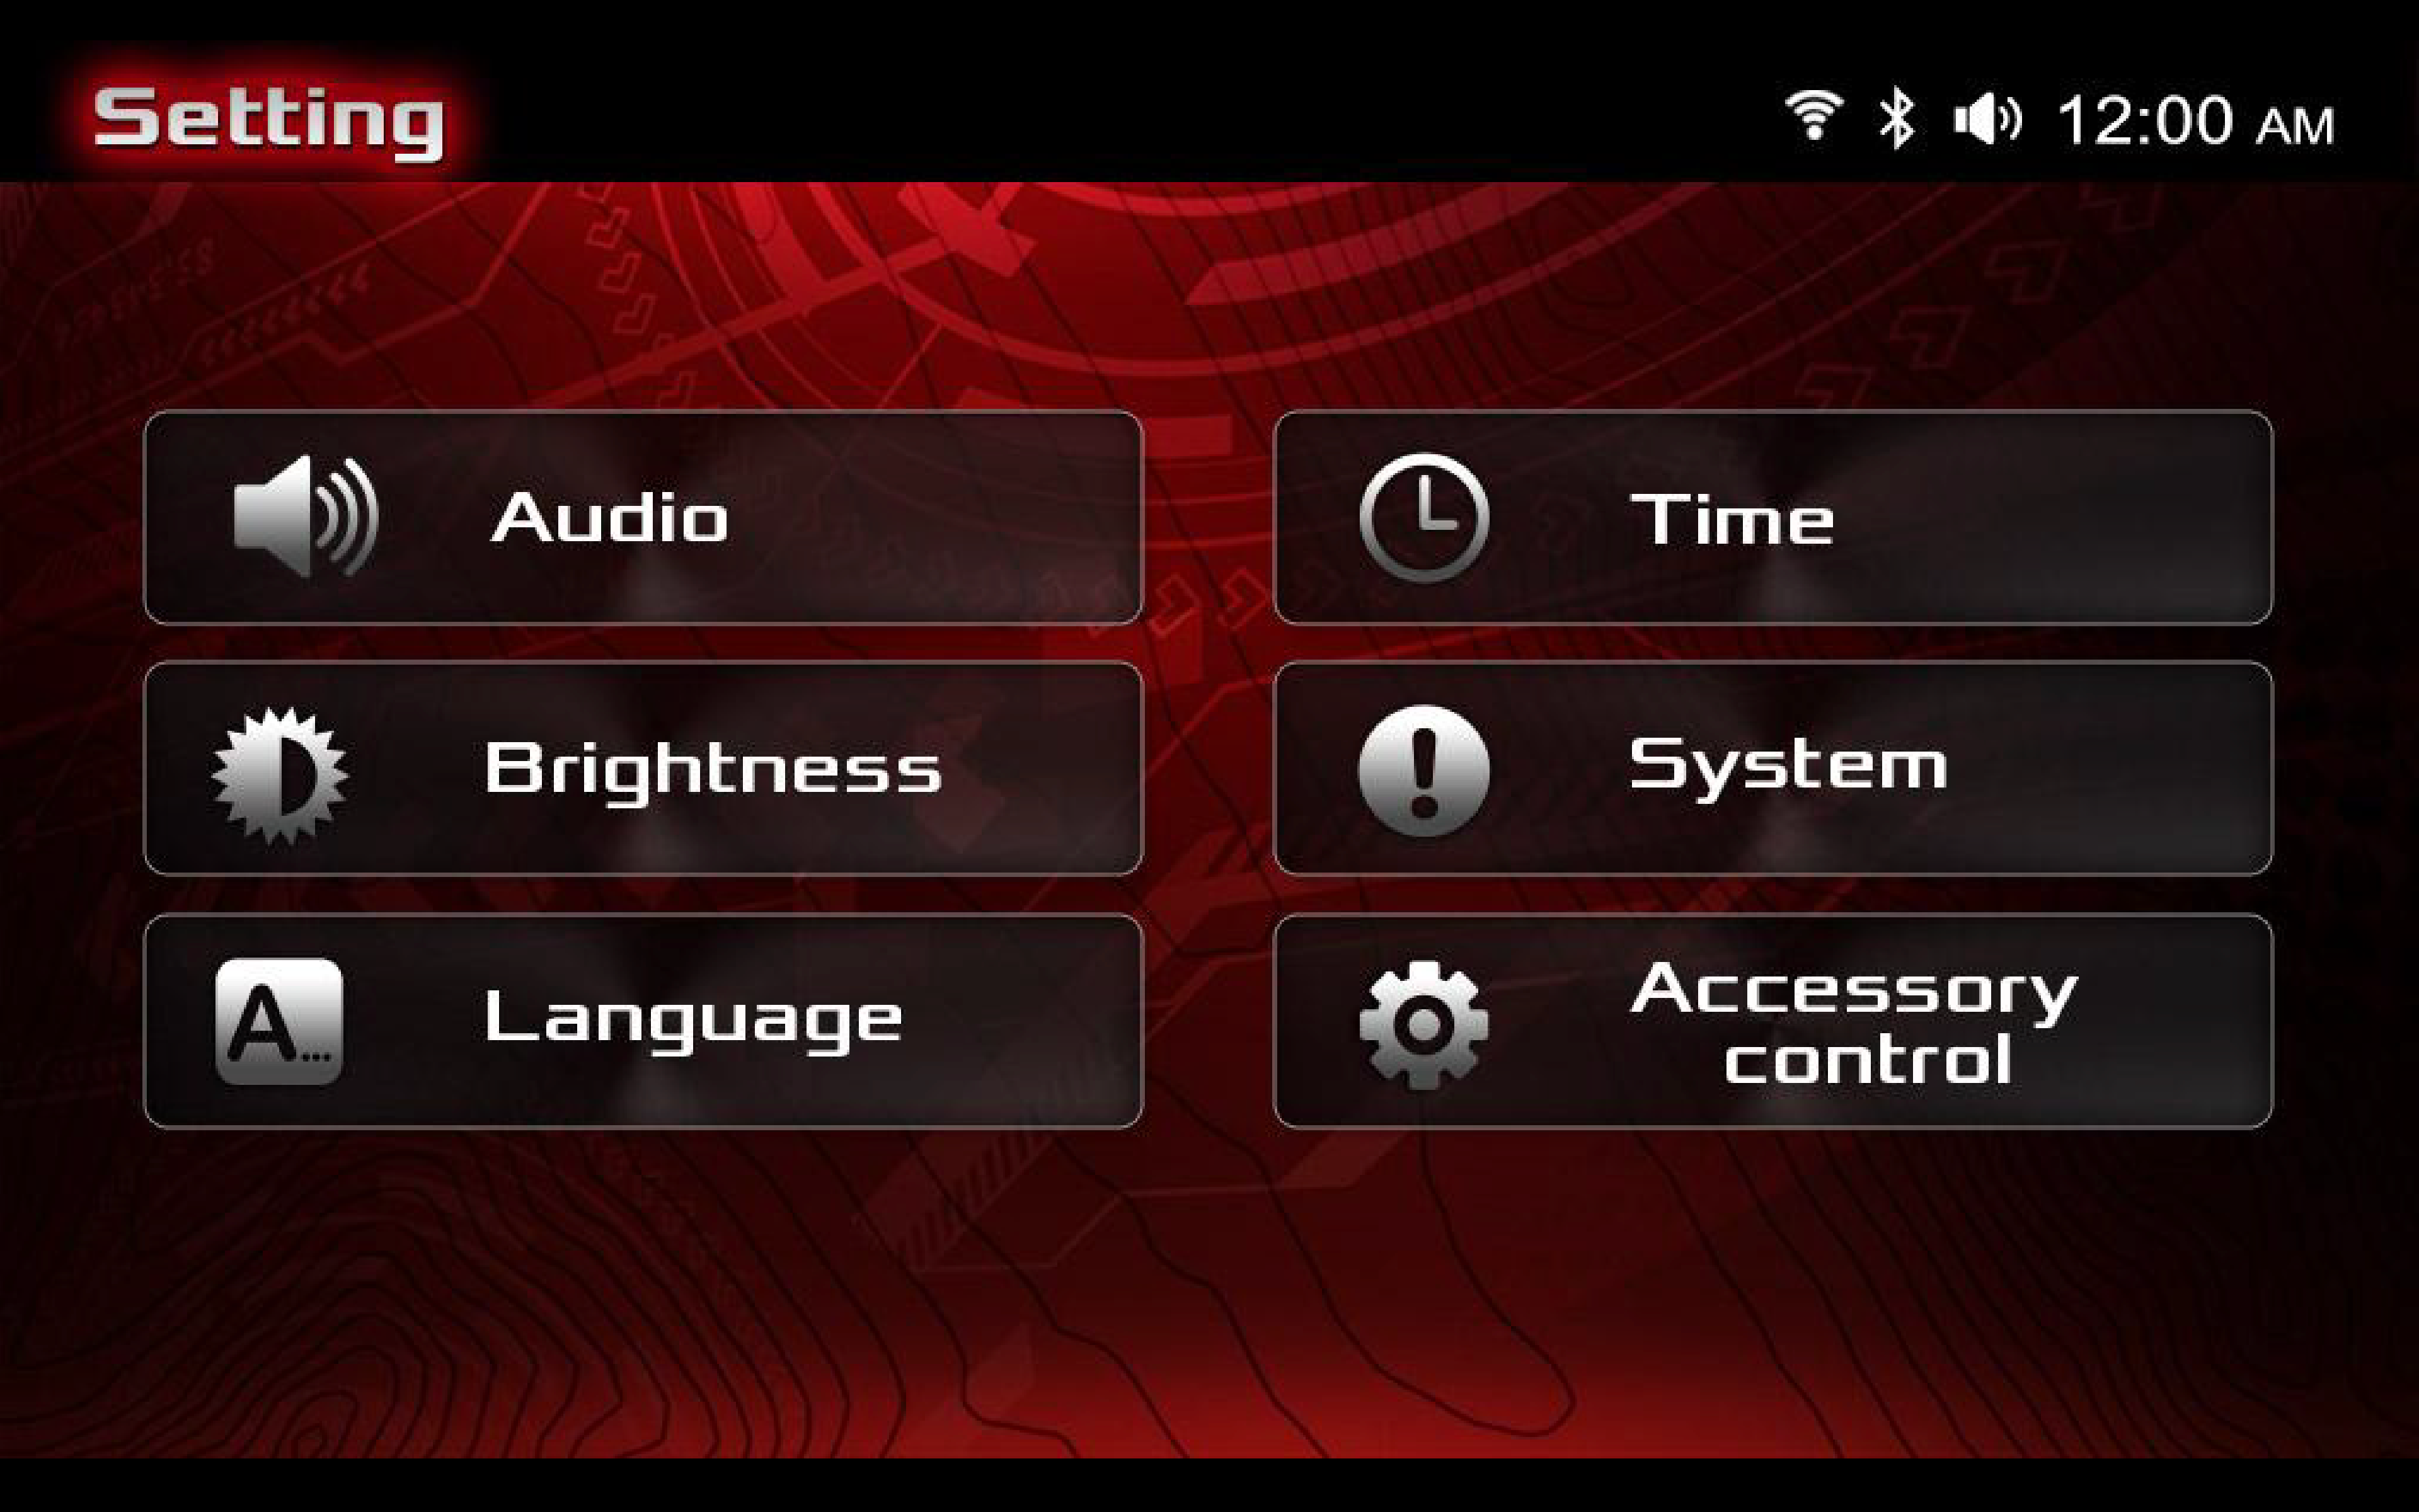 Setting
12:00 AM
Audio
Time
Brightness
System
A...
Language
Accessory
control